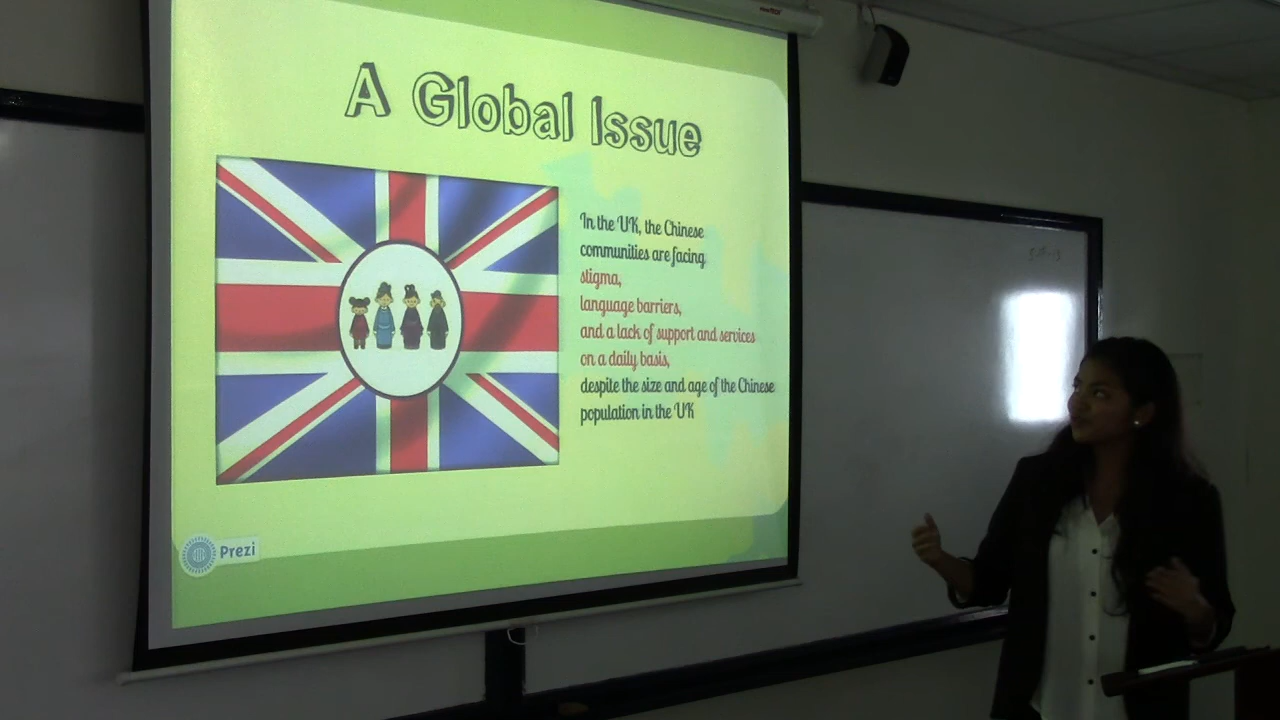 A Global Issue
In the UK, the Chinese
communities are facing
stigma,
language barriers,
and a lack of support and services
on a daily basis,
despite the size and age of the Chinese
population in the UK
Prezi